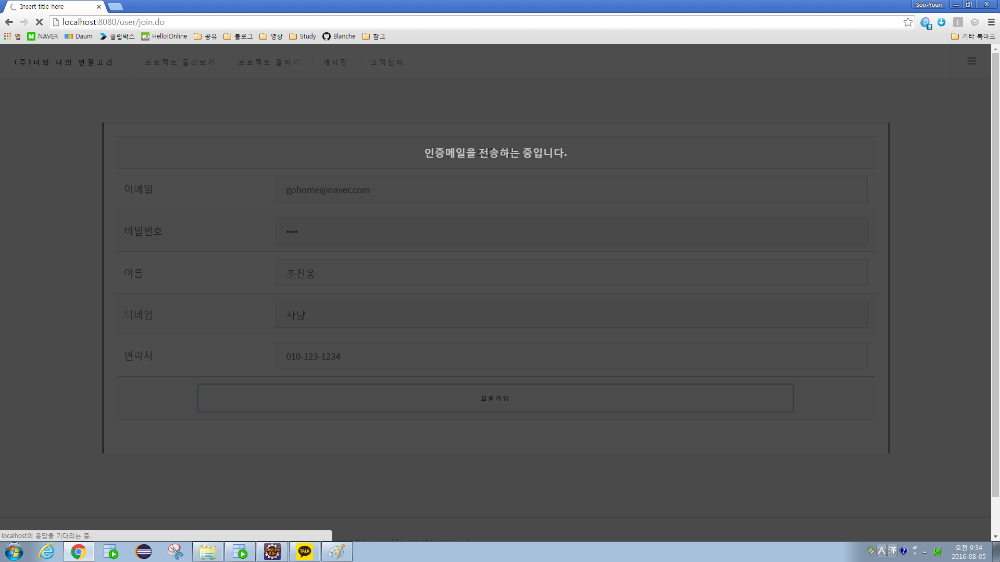 Insert title here
Soo-Youn
localhost:8080/user/join.do
앱 NAVER Daum 클럽박스 Hello!Online 공유 블로그 영상 Study Blanche 참고 기타 북마크
(주)너와 나의 연결고리 프로젝트 둘러보기 프로젝트 올리기 게시판 고객센터
인증메일을 전송하는 중입니다.
이메일 gohome@naver.com
비밀번호 ••••
이름 조진웅
닉네임 사냥
연락처 010-123-1234
회원가입
localhost의 응답을 기다리는 중...
Java EE IDE
TALK
A 漢
오전 9:34
2016-08-05